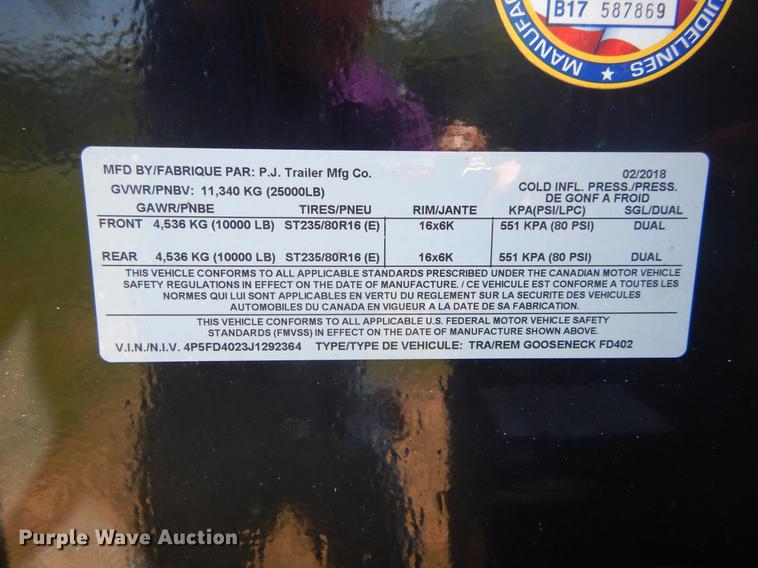 B17 587869
MANUFAC
GUIDELINES
MFD BY/FABRIQUE PAR: P.J. Trailer Mfg Co. 02/2018
GVWR/PNBV: 11,340 KG (25000LB) COLD INFL. PRESS./PRESS.
DE GONF A FROID
GAWR/PNBE TIRES/PNEU RIM/JANTE KPA(PSI/LPC) SGL/DUAL
FRONT 4,536 KG (10000 LB) ST235/80R16 (E) 16x6K 551 KPA (80 PSI) DUAL
REAR 4,536 KG (10000 LB) ST235/80R16 (E) 16x6K 551 KPA (80 PSI) DUAL
THIS VEHICLE CONFORMS TO ALL APPLICABLE STANDARDS PRESCRIBED UNDER THE CANADIAN MOTOR VEHICLE
SAFETY REGULATIONS IN EFFECT ON THE DATE OF MANUFACTURE. / CE VEHICULE EST CONFORME A TOUTES LES
NORMES QUI LUI SONT APPLICABLES EN VERTU DU REGLEMENT SUR LA SECURITE DES VEHICULES
AUTOMOBILES DU CANADA EN VIGUEUR A LA DATE DE SA FABRICATION.
THIS VEHICLE CONFORMS TO ALL APPLICABLE U.S. FEDERAL MOTOR VEHICLE SAFETY
STANDARDS (FMVSS) IN EFFECT ON THE DATE OF MANUFACTURE SHOWN ABOVE.
V.I.N./N.I.V. 4P5FD4023J1292364 TYPE/TYPE DE VEHICULE: TRA/REM GOOSENECK FD402
Purple Wave Auction